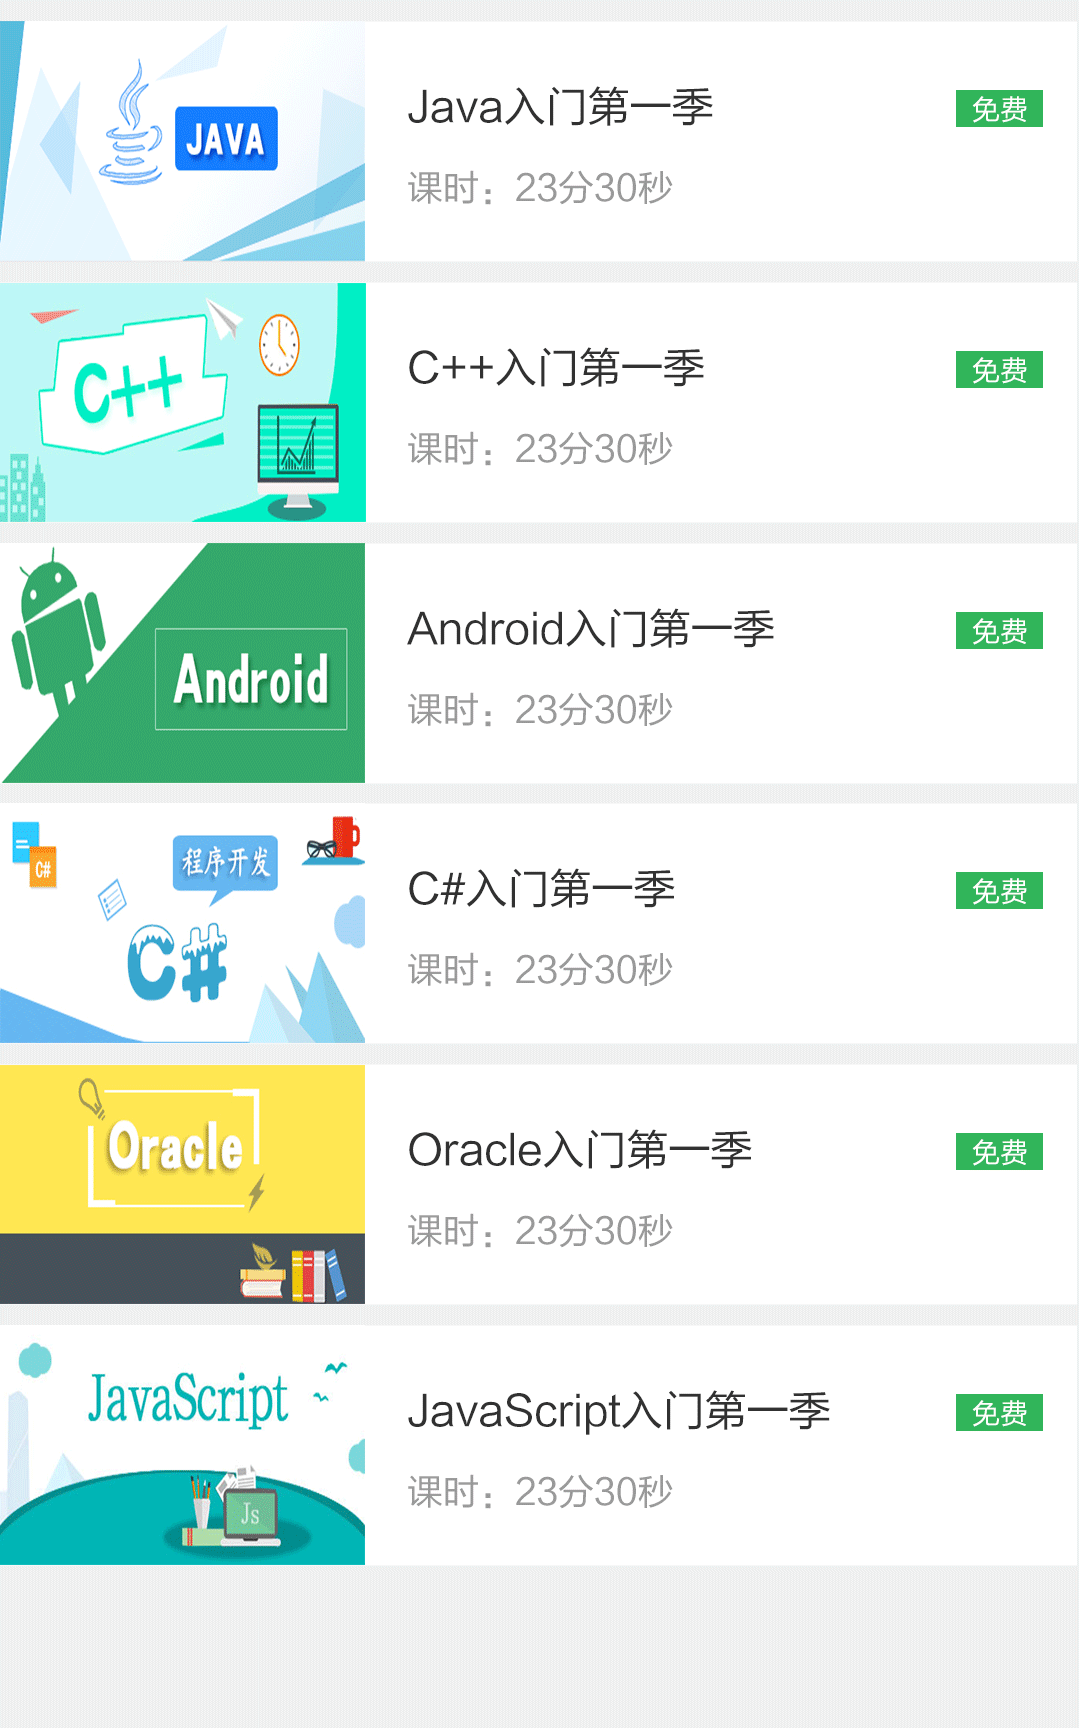 JAVA
Java入门第一季
免费
课时：23分30秒
C++
C++入门第一季
免费
课时：23分30秒
Android
Android入门第一季
免费
课时：23分30秒
C#
程序开发
C#
C#入门第一季
免费
课时：23分30秒
Oracle
Oracle入门第一季
免费
课时：23分30秒
JavaScript
Js
JavaScript入门第一季
免费
课时：23分30秒